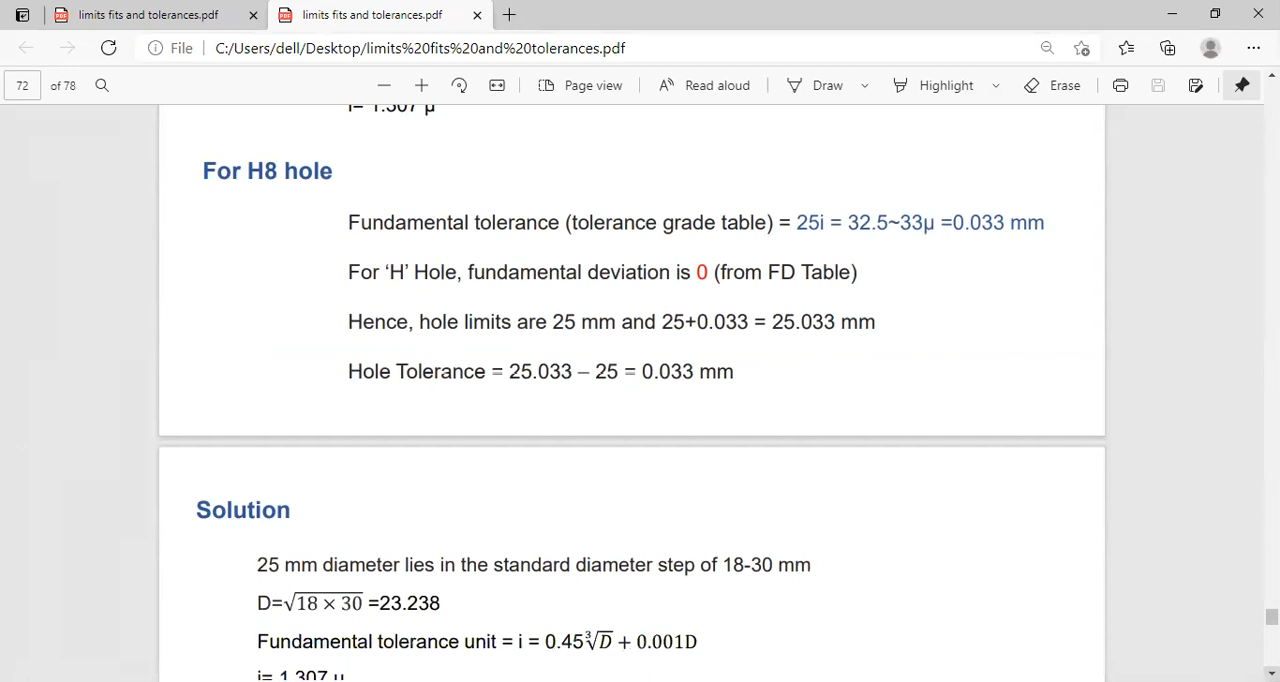 limits fits and tolerances.pdf
limits fits and tolerances.pdf
File
C:/Users/dell/Desktop/limits%20fits%20and%20tolerances.pdf
72 of 78
Page view
Read aloud
Draw
Highlight
Erase
i= 1.307 μ
For H8 hole
Fundamental tolerance (tolerance grade table) = 25i = 32.5~33μ =0.033 mm
For ‘H’ Hole, fundamental deviation is 0 (from FD Table)
Hence, hole limits are 25 mm and 25+0.033 = 25.033 mm
Hole Tolerance = 25.033 – 25 = 0.033 mm
Solution
25 mm diameter lies in the standard diameter step of 18-30 mm
D=√18 × 30 =23.238
Fundamental tolerance unit = i = 0.45∛D + 0.001D
i= 1.307 μ